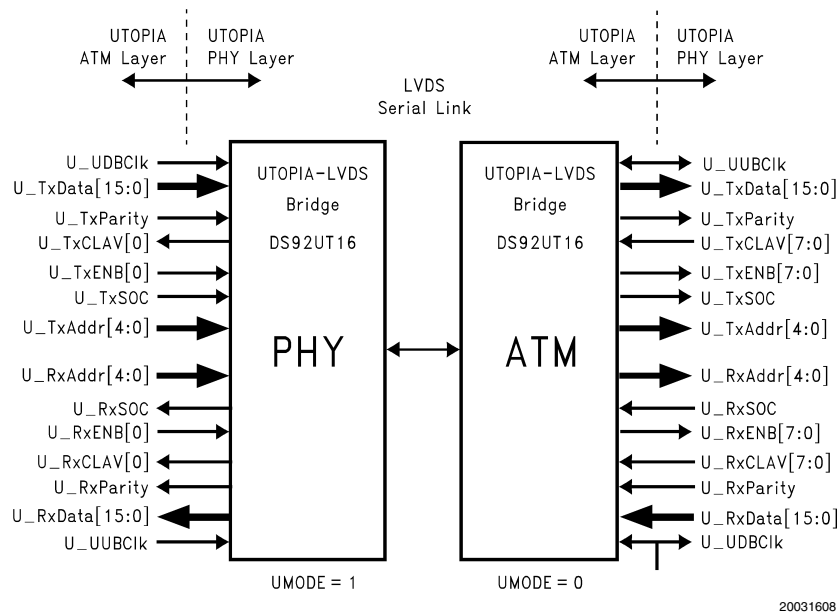 UTOPIA
ATM Layer
UTOPIA
PHY Layer
LVDS
Serial Link
UTOPIA
ATM Layer
UTOPIA
PHY Layer
U_UDBClk
U_TxData[15:0]
U_TxParity
U_TxCLAV[0]
U_TxENB[0]
U_TxSOC
U_TxAddr[4:0]
U_RxAddr[4:0]
U_RxSOC
U_RxENB[0]
U_RxCLAV[0]
U_RxParity
U_RxData[15:0]
U_UUBClk
UTOPIA-LVDS
Bridge
DS92UT16
PHY
UMODE = 1
UTOPIA-LVDS
Bridge
DS92UT16
ATM
UMODE = 0
U_UUBClk
U_TxData[15:0]
U_TxParity
U_TxCLAV[7:0]
U_TxENB[7:0]
U_TxSOC
U_TxAddr[4:0]
U_RxAddr[4:0]
U_RxSOC
U_RxENB[7:0]
U_RxCLAV[7:0]
U_RxParity
U_RxData[15:0]
U_UDBClk
20031608